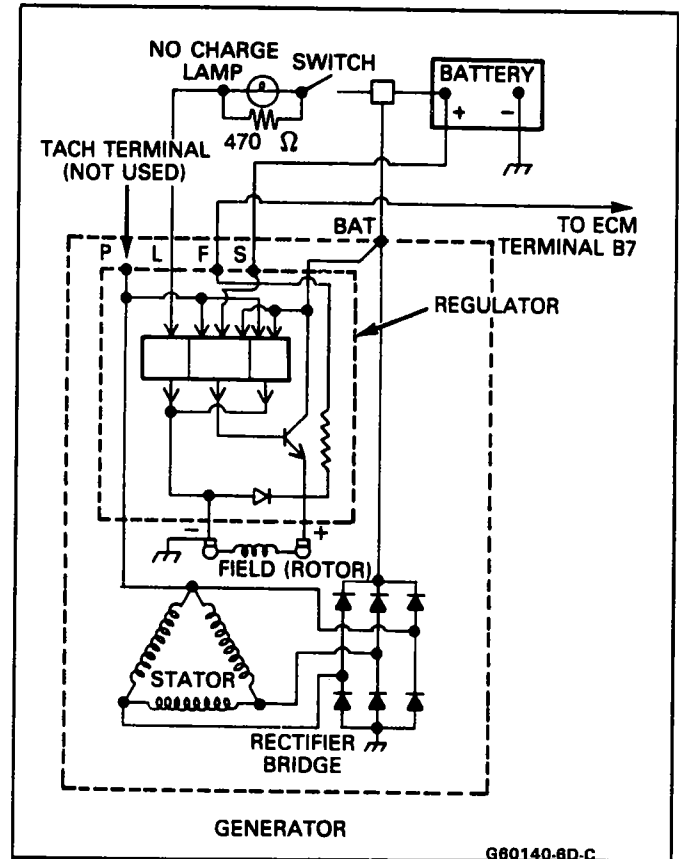 NO CHARGE
LAMP
SWITCH
BATTERY
+ -
470 Ω
TACH TERMINAL
(NOT USED)
TO ECM
TERMINAL B7
BAT
P L F S
REGULATOR
- +
FIELD (ROTOR)
STATOR
RECTIFIER
BRIDGE
GENERATOR
G60140-6D-C